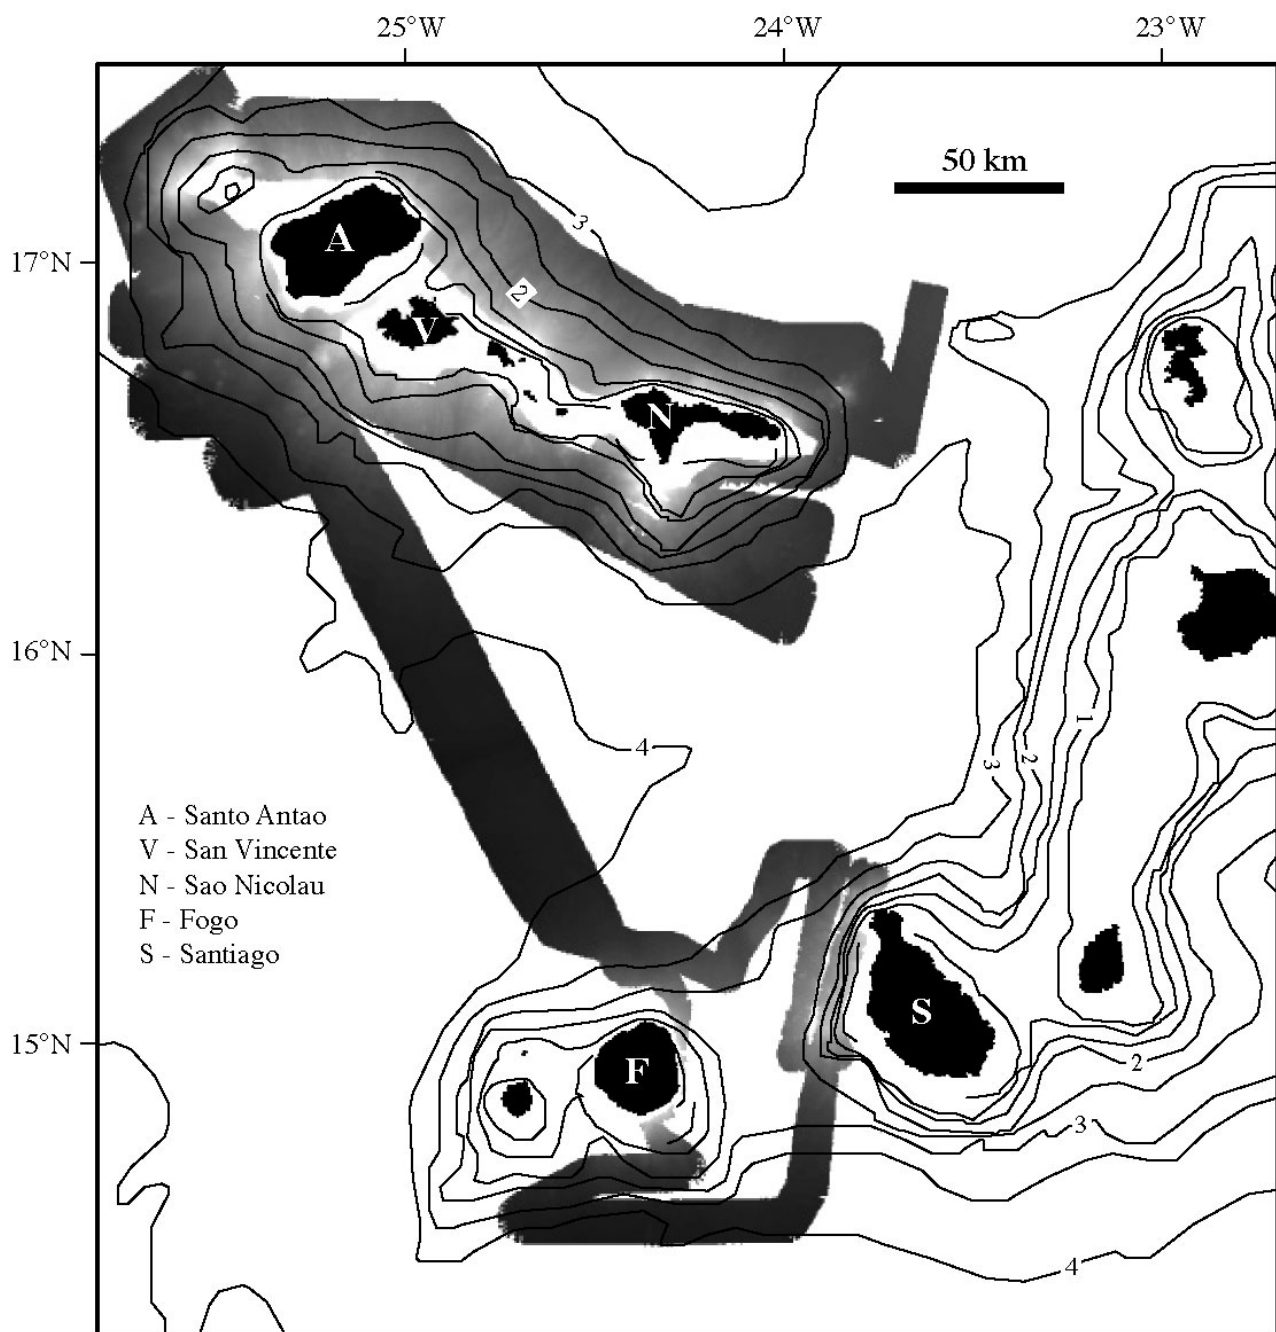 25°W 24°W 23°W
50 km
3
A
17°N
2
V
N
16°N
1
2
3
4
A - Santo Antao
V - San Vincente
N - Sao Nicolau
F - Fogo
S - Santiago
S
15°N
2
F
3
4